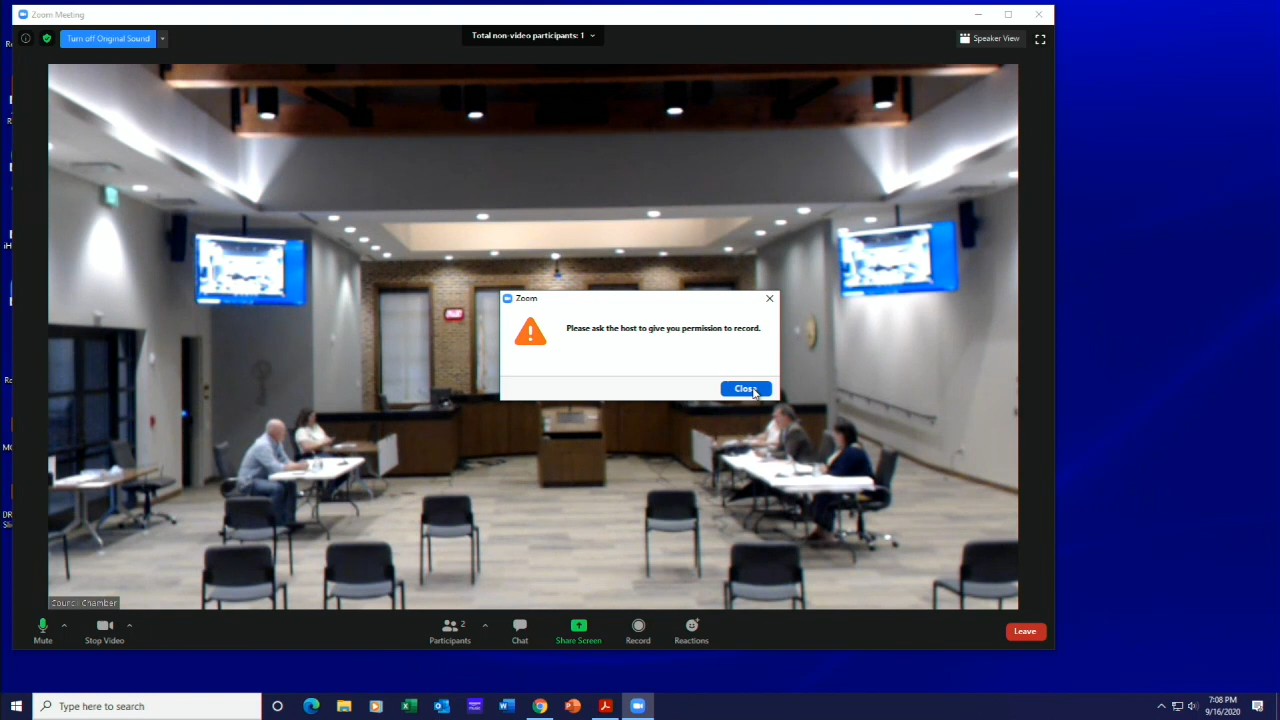 Zoom Meeting
Turn off Original Sound
Total non-video participants: 1
Speaker View
Zoom
Please ask the host to give you permission to record.
Close
Council Chamber
Mute
Stop Video
2
Participants
Chat
Share Screen
Record
Reactions
Leave
Type here to search
7:08 PM
9/16/2020